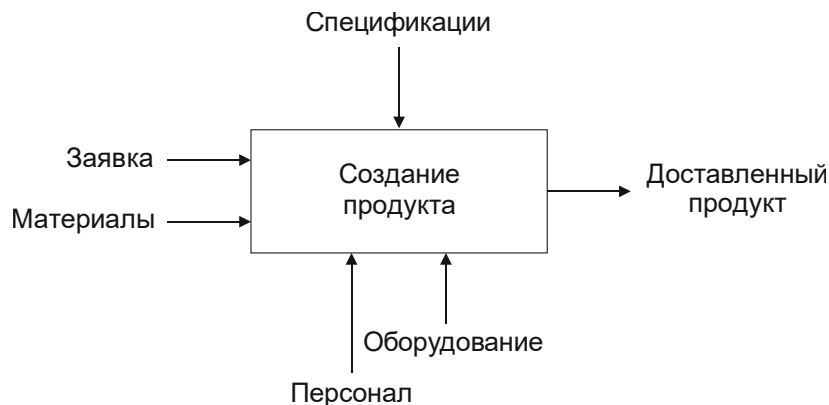 Спецификации
Заявка
Материалы
Создание
продукта
Доставленный
продукт
Оборудование
Персонал